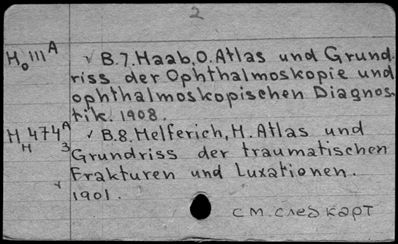 2
H₀ 111 A ᵛ B.7. Haab, O. Atlas und Grund-
riss der Ophthalmoskopie und
ophthalmoskopischen Diagnos-
tik. 1908.
H_H 474 A/3 ᵛ B.8. Helferich, H. Atlas und
Grundriss der traumatischen
Frakturen und Luxationen.
ᵛ 1901.
см. след карт